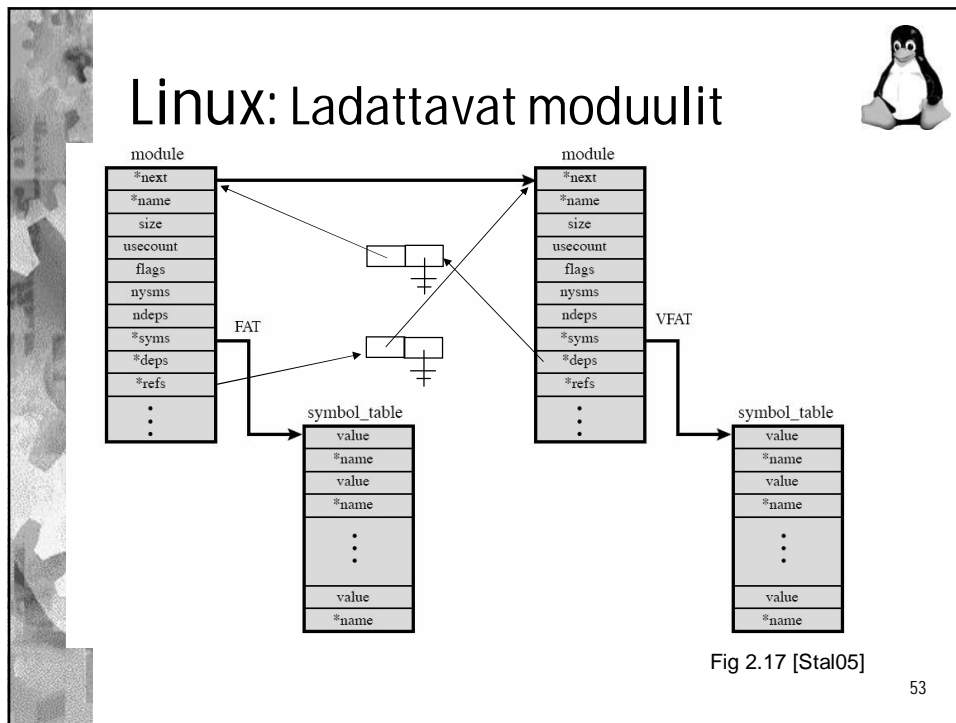 Linux: Ladattavat moduulit
module
*next
*name
size
usecount
flags
nysms
ndeps
*syms
*deps
*refs
FAT
symbol_table
value
*name
value
*name
value
*name
module
*next
*name
size
usecount
flags
nysms
ndeps
*syms
*deps
*refs
VFAT
symbol_table
value
*name
value
*name
value
*name
Fig 2.17 [Stal05]
53